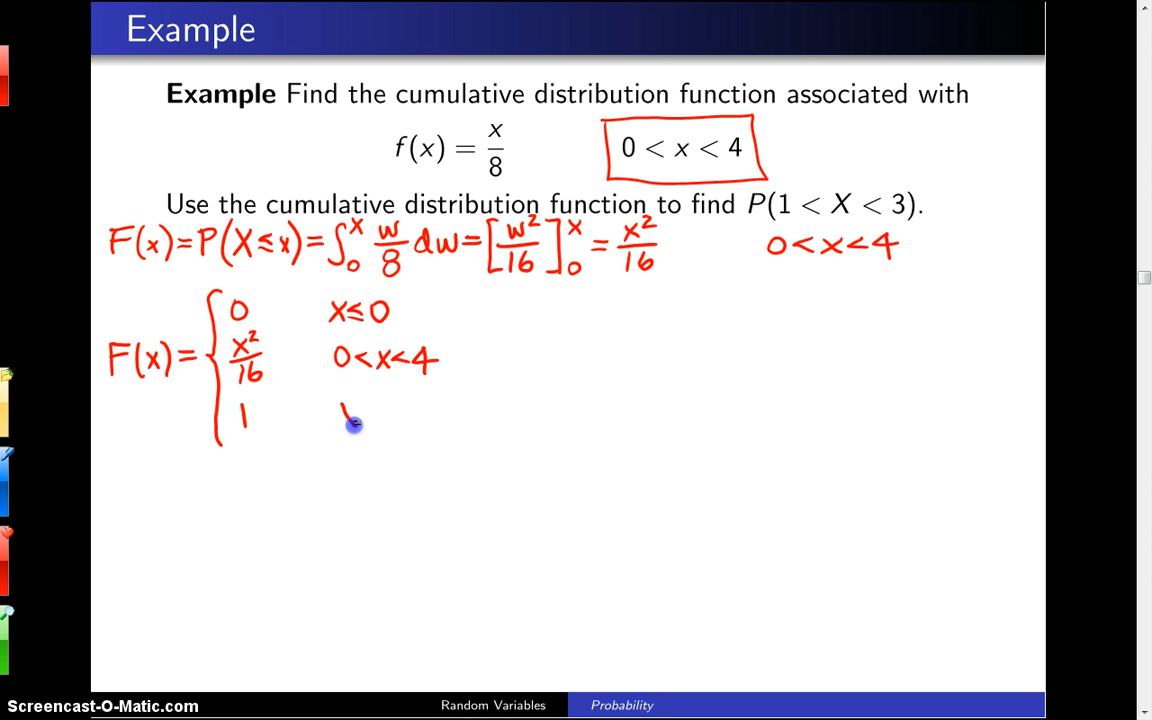 Example
Example Find the cumulative distribution function associated with
f(x) = x/8    0 < x < 4
Use the cumulative distribution function to find P(1 < X < 3).
F(x) = P(X ≤ x) = ∫₀ˣ w/8 dw = [w²/16]₀ˣ = x²/16    0 < x < 4
0    x ≤ 0
F(x) = { x²/16    0 < x < 4
1
Screencast-O-Matic.com    Random Variables    Probability